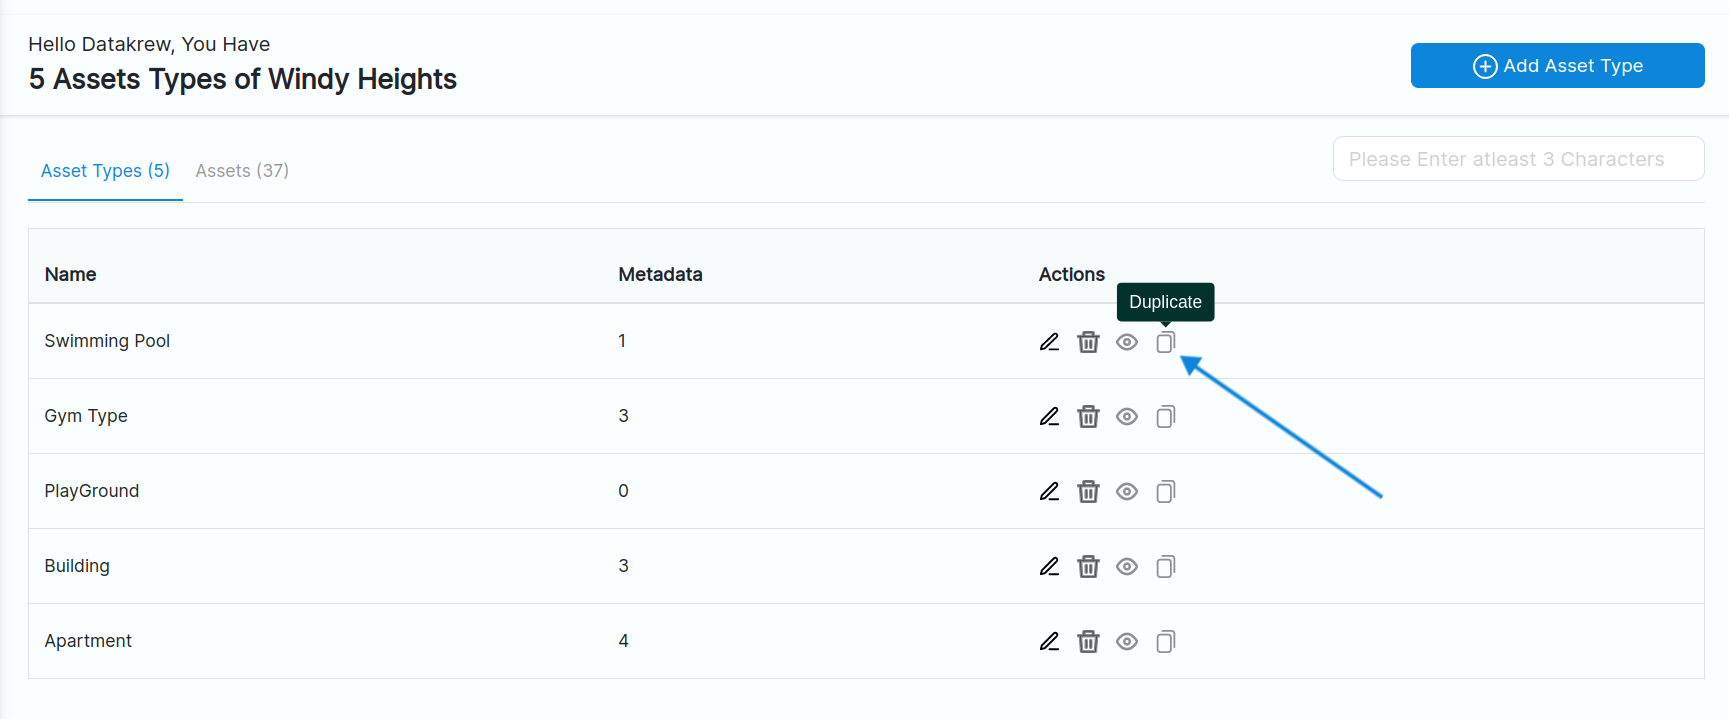 Hello Datakrew, You Have
5 Assets Types of Windy Heights
Add Asset Type
Asset Types (5) Assets (37)
Please Enter atleast 3 Characters
Name Metadata Actions
Duplicate
Swimming Pool 1
Gym Type 3
PlayGround 0
Building 3
Apartment 4